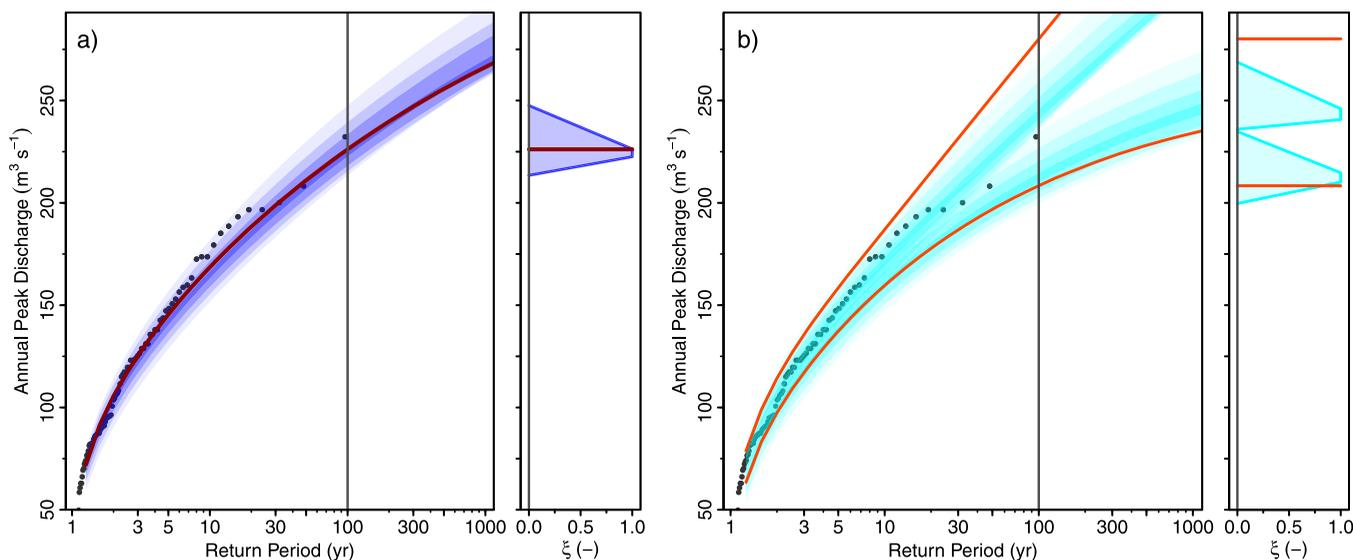 a)
Annual Peak Discharge (m³ s⁻¹)
250
200
150
100
50
1 3 5 10 30 100 300 1000
Return Period (yr)
0.0 0.5 1.0
ξ (−)
b)
Annual Peak Discharge (m³ s⁻¹)
250
200
150
100
50
1 3 5 10 30 100 300 1000
Return Period (yr)
0.0 0.5 1.0
ξ (−)